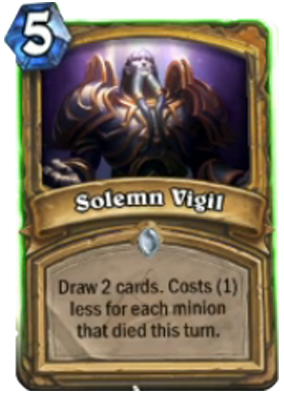 5
Solemn Vigil
Draw 2 cards. Costs (1)
less for each minion
that died this turn.